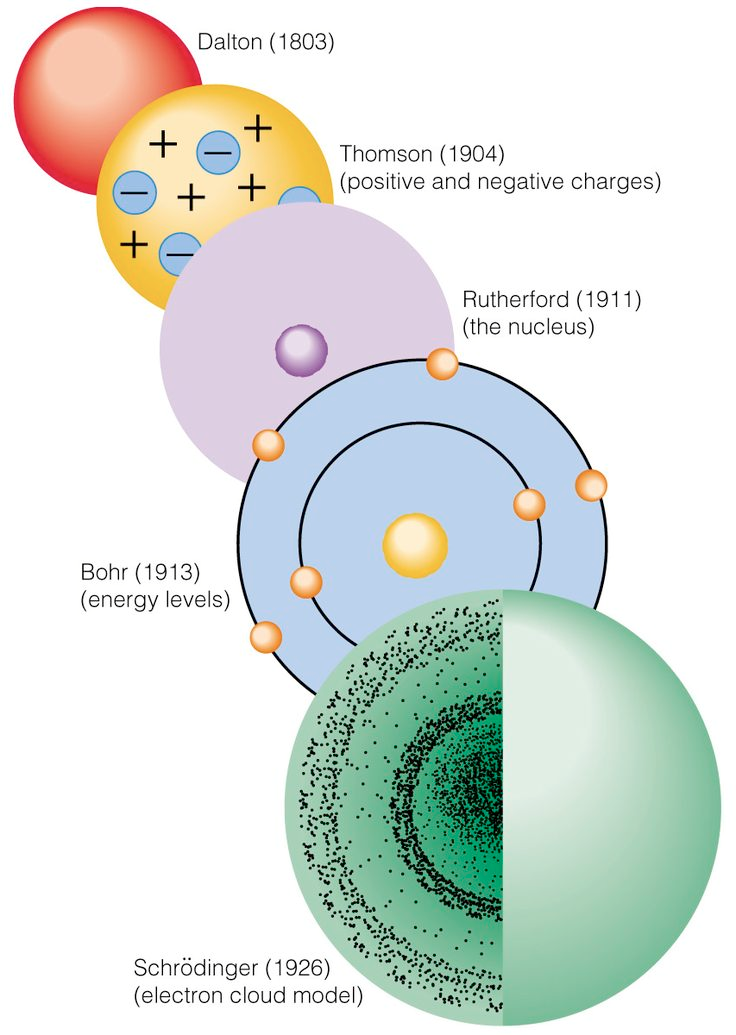 Dalton (1803)
+
+
−
Thomson (1904)
−
+
+
(positive and negative charges)
+
−
Rutherford (1911)
(the nucleus)
Bohr (1913)
(energy levels)
Schrödinger (1926)
(electron cloud model)